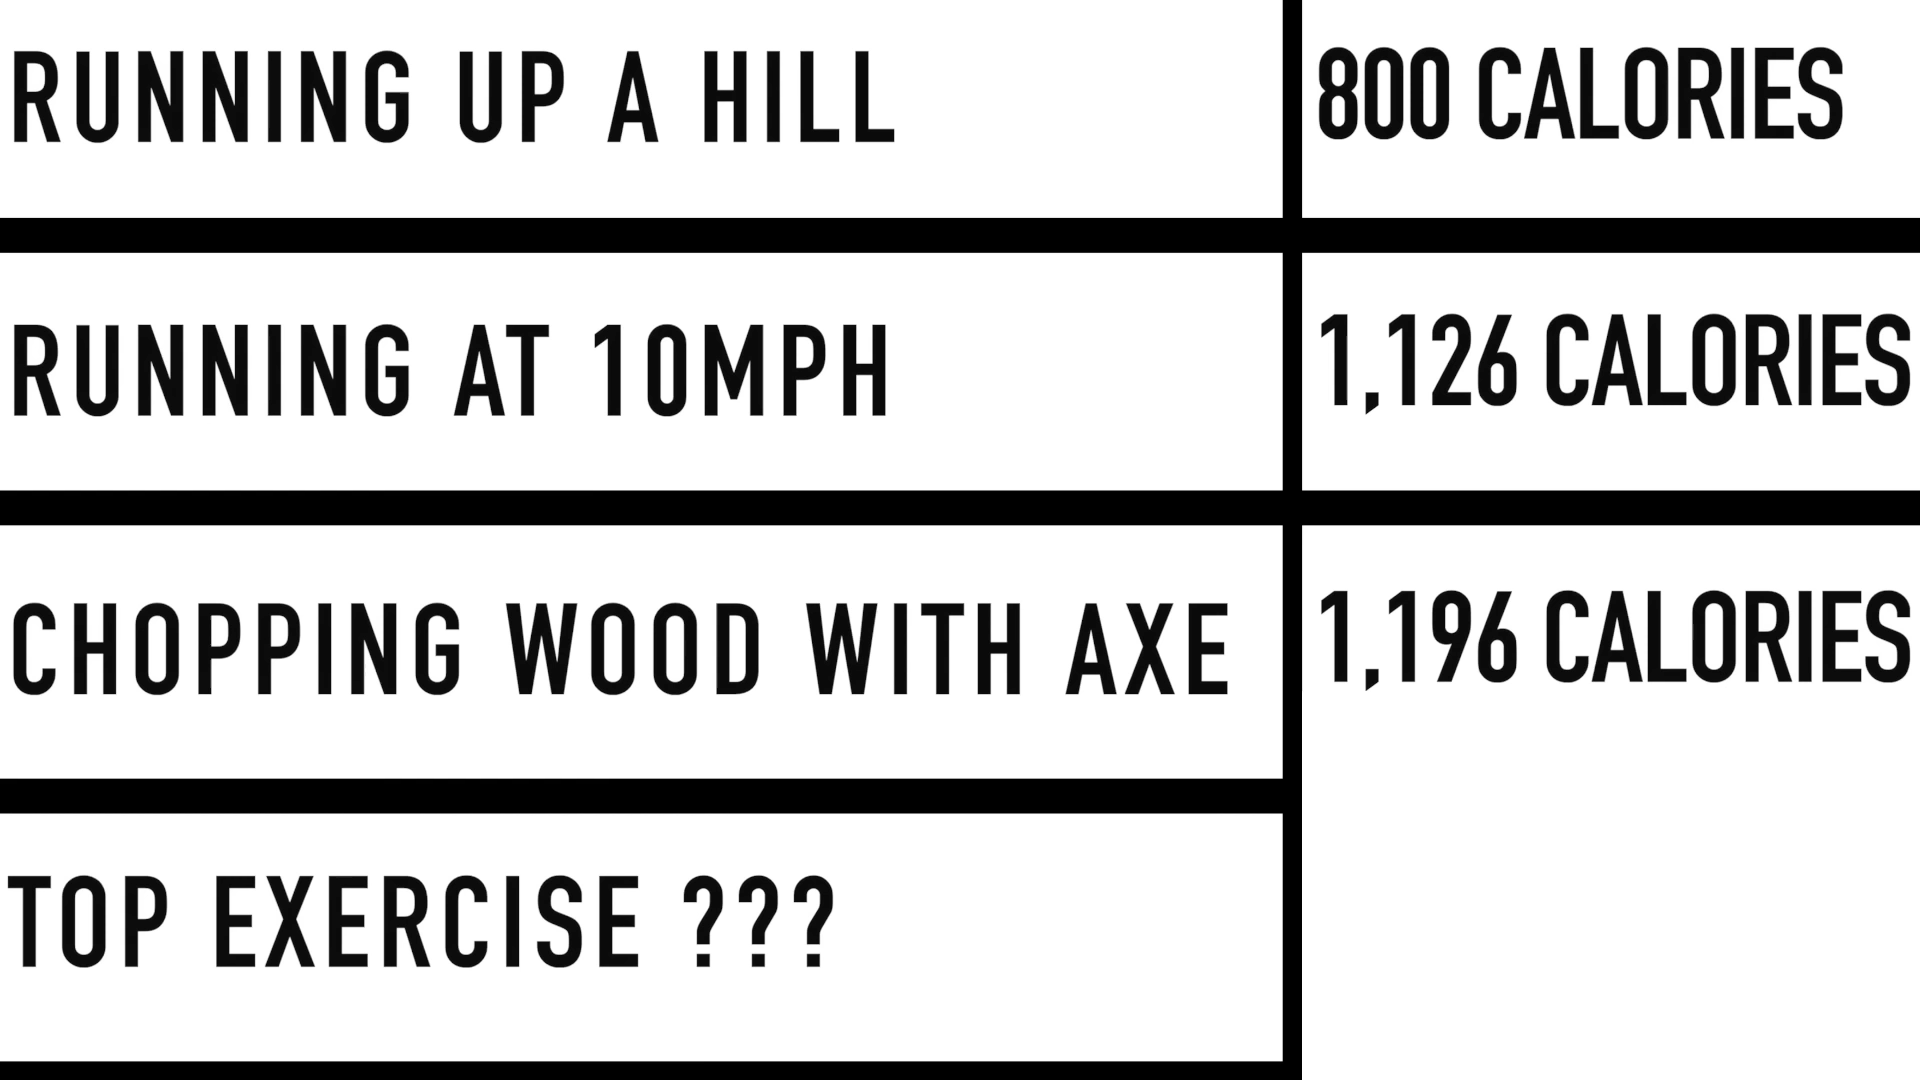 RUNNING UP A HILL 800 CALORIES
RUNNING AT 10MPH 1,126 CALORIES
CHOPPING WOOD WITH AXE 1,196 CALORIES
TOP EXERCISE ???